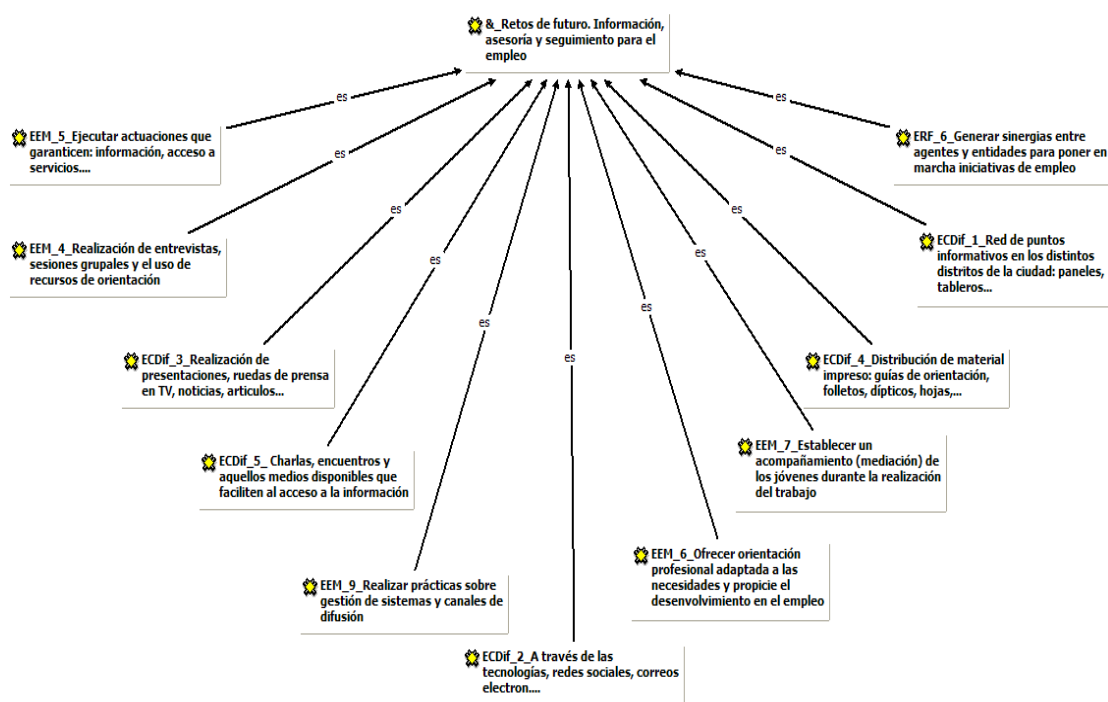 &_Retos de futuro. Información,
asesoría y seguimiento para el
empleo
es
es
es
es
es
es
es
es
es
es
es
EEM_5_Ejecutar actuaciones que
garanticen: información, acceso a
servicios....
ERF_6_Generar sinergias entre
agentes y entidades para poner en
marcha iniciativas de empleo
EEM_4_Realización de entrevistas,
sesiones grupales y el uso de
recursos de orientación
ECDif_1_Red de puntos
informativos en los distintos
distritos de la ciudad: paneles,
tableros...
ECDif_3_Realización de
presentaciones, ruedas de prensa
en TV, noticias, articulos...
ECDif_4_Distribución de material
impreso: guías de orientación,
folletos, dípticos, hojas,...
ECDif_5_ Charlas, encuentros y
aquellos medios disponibles que
faciliten al acceso a la información
EEM_7_Establecer un
acompañamiento (mediación) de
los jóvenes durante la realización
del trabajo
EEM_9_Realizar prácticas sobre
gestión de sistemas y canales de
difusión
EEM_6_Ofrecer orientación
profesional adaptada a las
necesidades y propicie el
desenvolvimiento en el empleo
ECDif_2_A través de las
tecnologías, redes sociales, correos
electron....